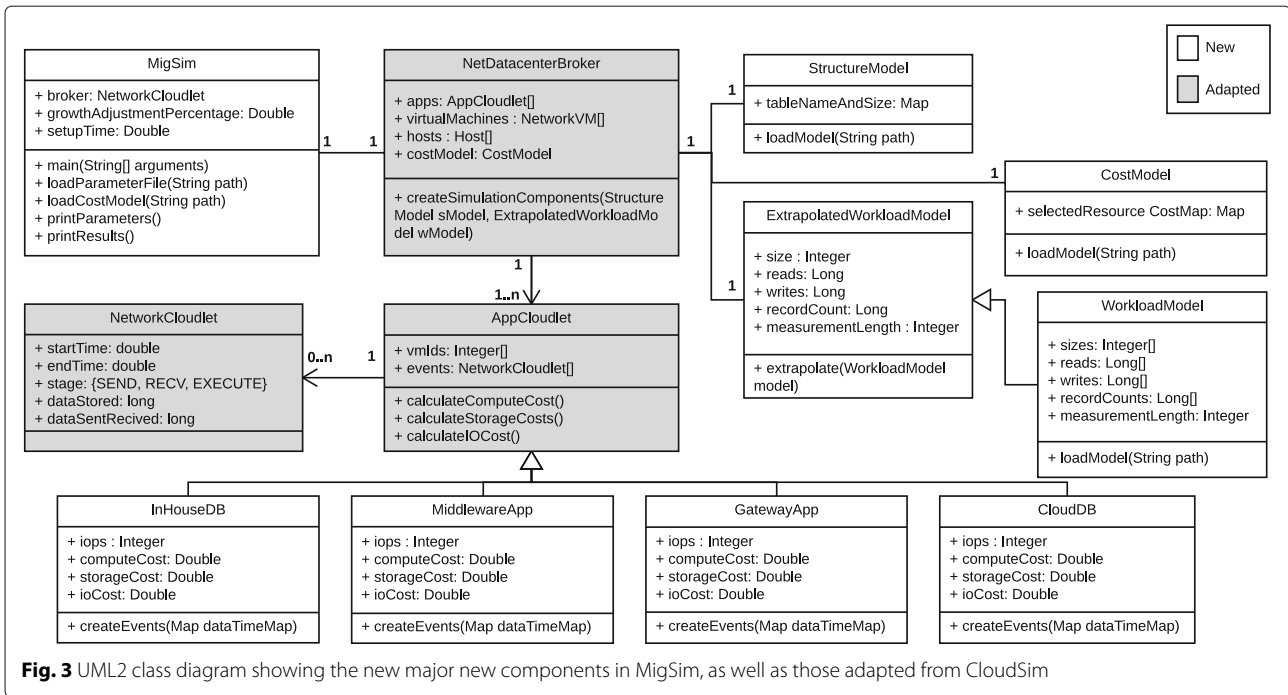 MigSim
+ broker: NetworkCloudlet
+ growthAdjustmentPercentage: Double
+ setupTime: Double
+ main(String[] arguments)
+ loadParameterFile(String path)
+ loadCostModel(String path)
+ printParameters()
+ printResults()
1
1
NetDatacenterBroker
+ apps: AppCloudlet[]
+ virtualMachines : NetworkVM[]
+ hosts : Host[]
+ costModel: CostModel
+ createSimulationComponents(Structure
Model sModel, ExtrapolatedWorkloadMo
del wModel)
1
1
StructureModel
+ tableNameAndSize: Map
+ loadModel(String path)
New
Adapted
1
CostModel
+ selectedResource CostMap: Map
+ loadModel(String path)
1
ExtrapolatedWorkloadModel
+ size : Integer
+ reads: Long
+ writes: Long
+ recordCount: Long
+ measurementLength : Integer
+ extrapolate(WorkloadModel
model)
WorkloadModel
+ sizes: Integer[]
+ reads: Long[]
+ writes: Long[]
+ recordCounts: Long[]
+ measurementLength: Integer
+ loadModel(String path)
1
1..n
NetworkCloudlet
+ startTime: double
+ endTime: double
+ stage: {SEND, RECV, EXECUTE}
+ dataStored: long
+ dataSentRecived: long
0..n
1
AppCloudlet
+ vmIds: Integer[]
+ events: NetworkCloudlet[]
+ calculateComputeCost()
+ calculateStorageCosts()
+ calculateIOCost()
InHouseDB
+ iops : Integer
+ computeCost: Double
+ storageCost: Double
+ ioCost: Double
+ createEvents(Map dataTimeMap)
MiddlewareApp
+ iops : Integer
+ computeCost: Double
+ storageCost: Double
+ ioCost: Double
+ createEvents(Map dataTimeMap)
GatewayApp
+ iops : Integer
+ computeCost: Double
+ storageCost: Double
+ ioCost: Double
+ createEvents(Map dataTimeMap)
CloudDB
+ iops : Integer
+ computeCost: Double
+ storageCost: Double
+ ioCost: Double
+ createEvents(Map dataTimeMap)
Fig. 3 UML2 class diagram showing the new major new components in MigSim, as well as those adapted from CloudSim